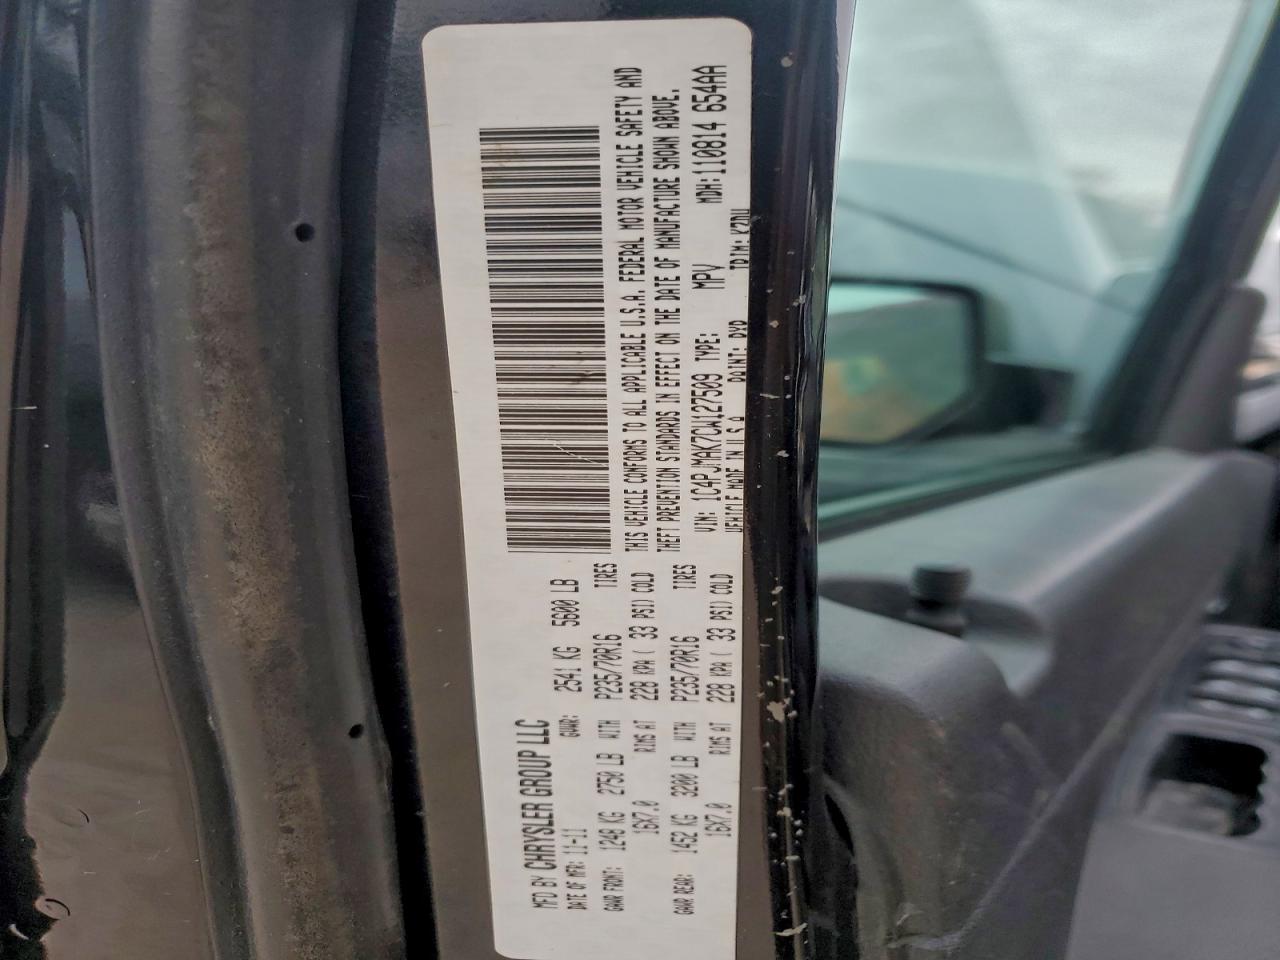 MFD BY CHRYSLER GROUP LLC
DATE OF MFR: 11-11 GVWR: 2541 KG 5600 LB
GAWR FRONT: 1248 KG 2750 LB WITH P235/70R16 TIRES
16X7.0 RIMS AT 228 KPA ( 33 PSI) COLD
GAWR REAR: 1452 KG 3200 LB WITH P235/70R16 TIRES
16X7.0 RIMS AT 228 KPA ( 33 PSI) COLD
THIS VEHICLE CONFORMS TO ALL APPLICABLE U.S.A. FEDERAL MOTOR VEHICLE SAFETY AND
THEFT PREVENTION STANDARDS IN EFFECT ON THE DATE OF MANUFACTURE SHOWN ABOVE.
VIN: 1C4PJMAK7CW127509 TYPE: MPV MDH:110814 654AA
VEHICLE MADE IN U.S.A PAINT: PX8 TRIM: K7DV